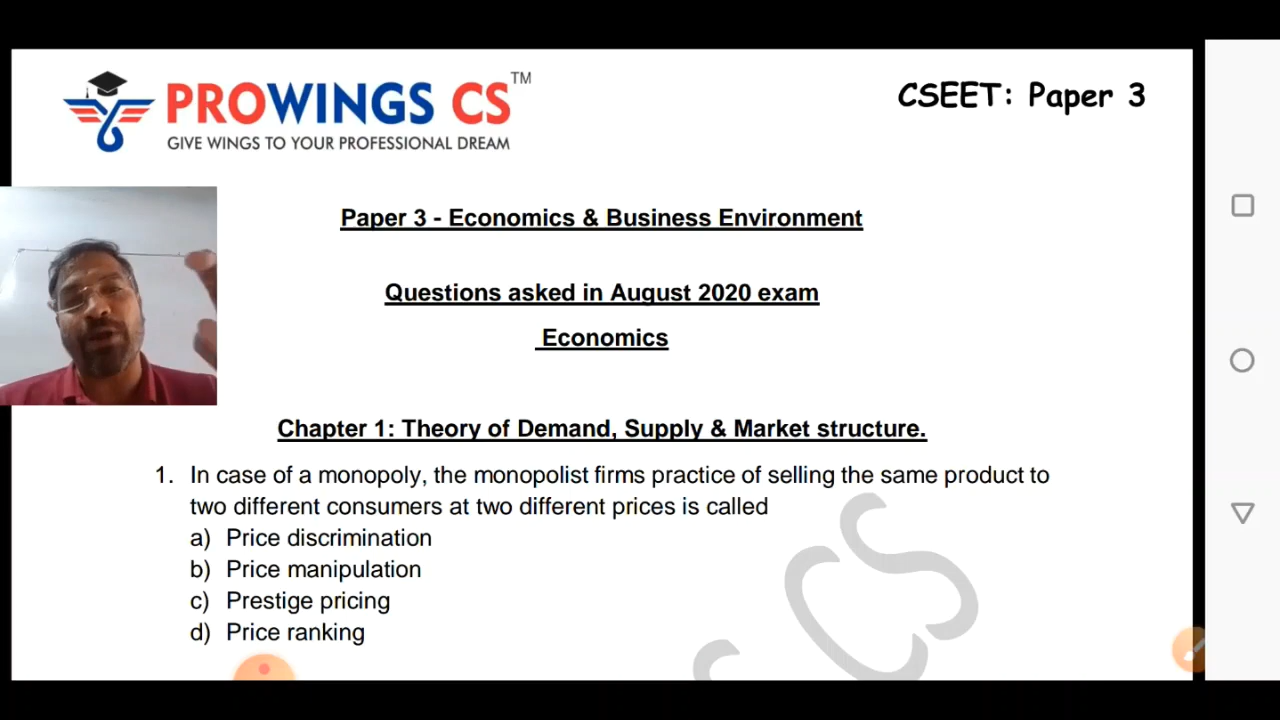 PROWINGS CS™
GIVE WINGS TO YOUR PROFESSIONAL DREAM
CSEET: Paper 3
Paper 3 - Economics & Business Environment
Questions asked in August 2020 exam
Economics
Chapter 1: Theory of Demand, Supply & Market structure.
1. In case of a monopoly, the monopolist firms practice of selling the same product to
two different consumers at two different prices is called
a) Price discrimination
b) Price manipulation
c) Prestige pricing
d) Price ranking
CS